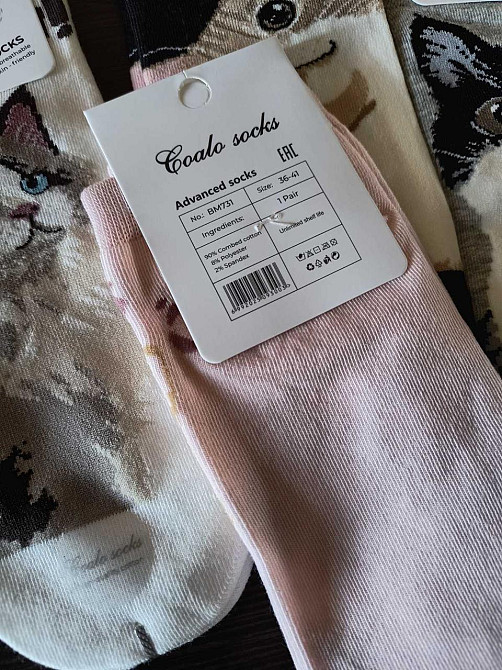 SOCKS
breathable
skin - friendly
Coalo socks
Advanced socks
EAC
No.: BM731
Size: 36-41
Ingredients:
1 Pair
90% Combed cotton
8% Polyester
2% Spandex
Unlimited shelf life
Coalo socks